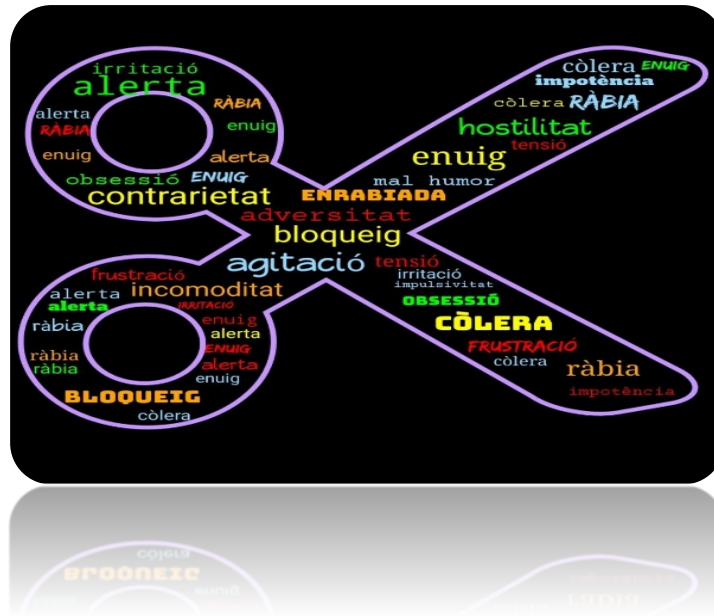 irritació
alerta
RÀBIA
alerta
enuig
RÀBIA
enuig
alerta
obsessió
ENUIG
contrarietat
còlera ENUIG
impotència
còlera RÀBIA
hostilitat
tensió
enuig
mal humor
ENRABIADA
adversitat
bloqueig
agitació
tensió
irritació
impulsivitat
OBSESSIÓ
CÒLERA
FRUSTRACIÓ
còlera
ràbia
impotència
frustració
incomoditat
alerta
alerta
IRRITACIÓ
ràbia
enuig
alerta
ENUIG
ràbia
ràbia
alerta
enuig
BLOQUEIG
còlera